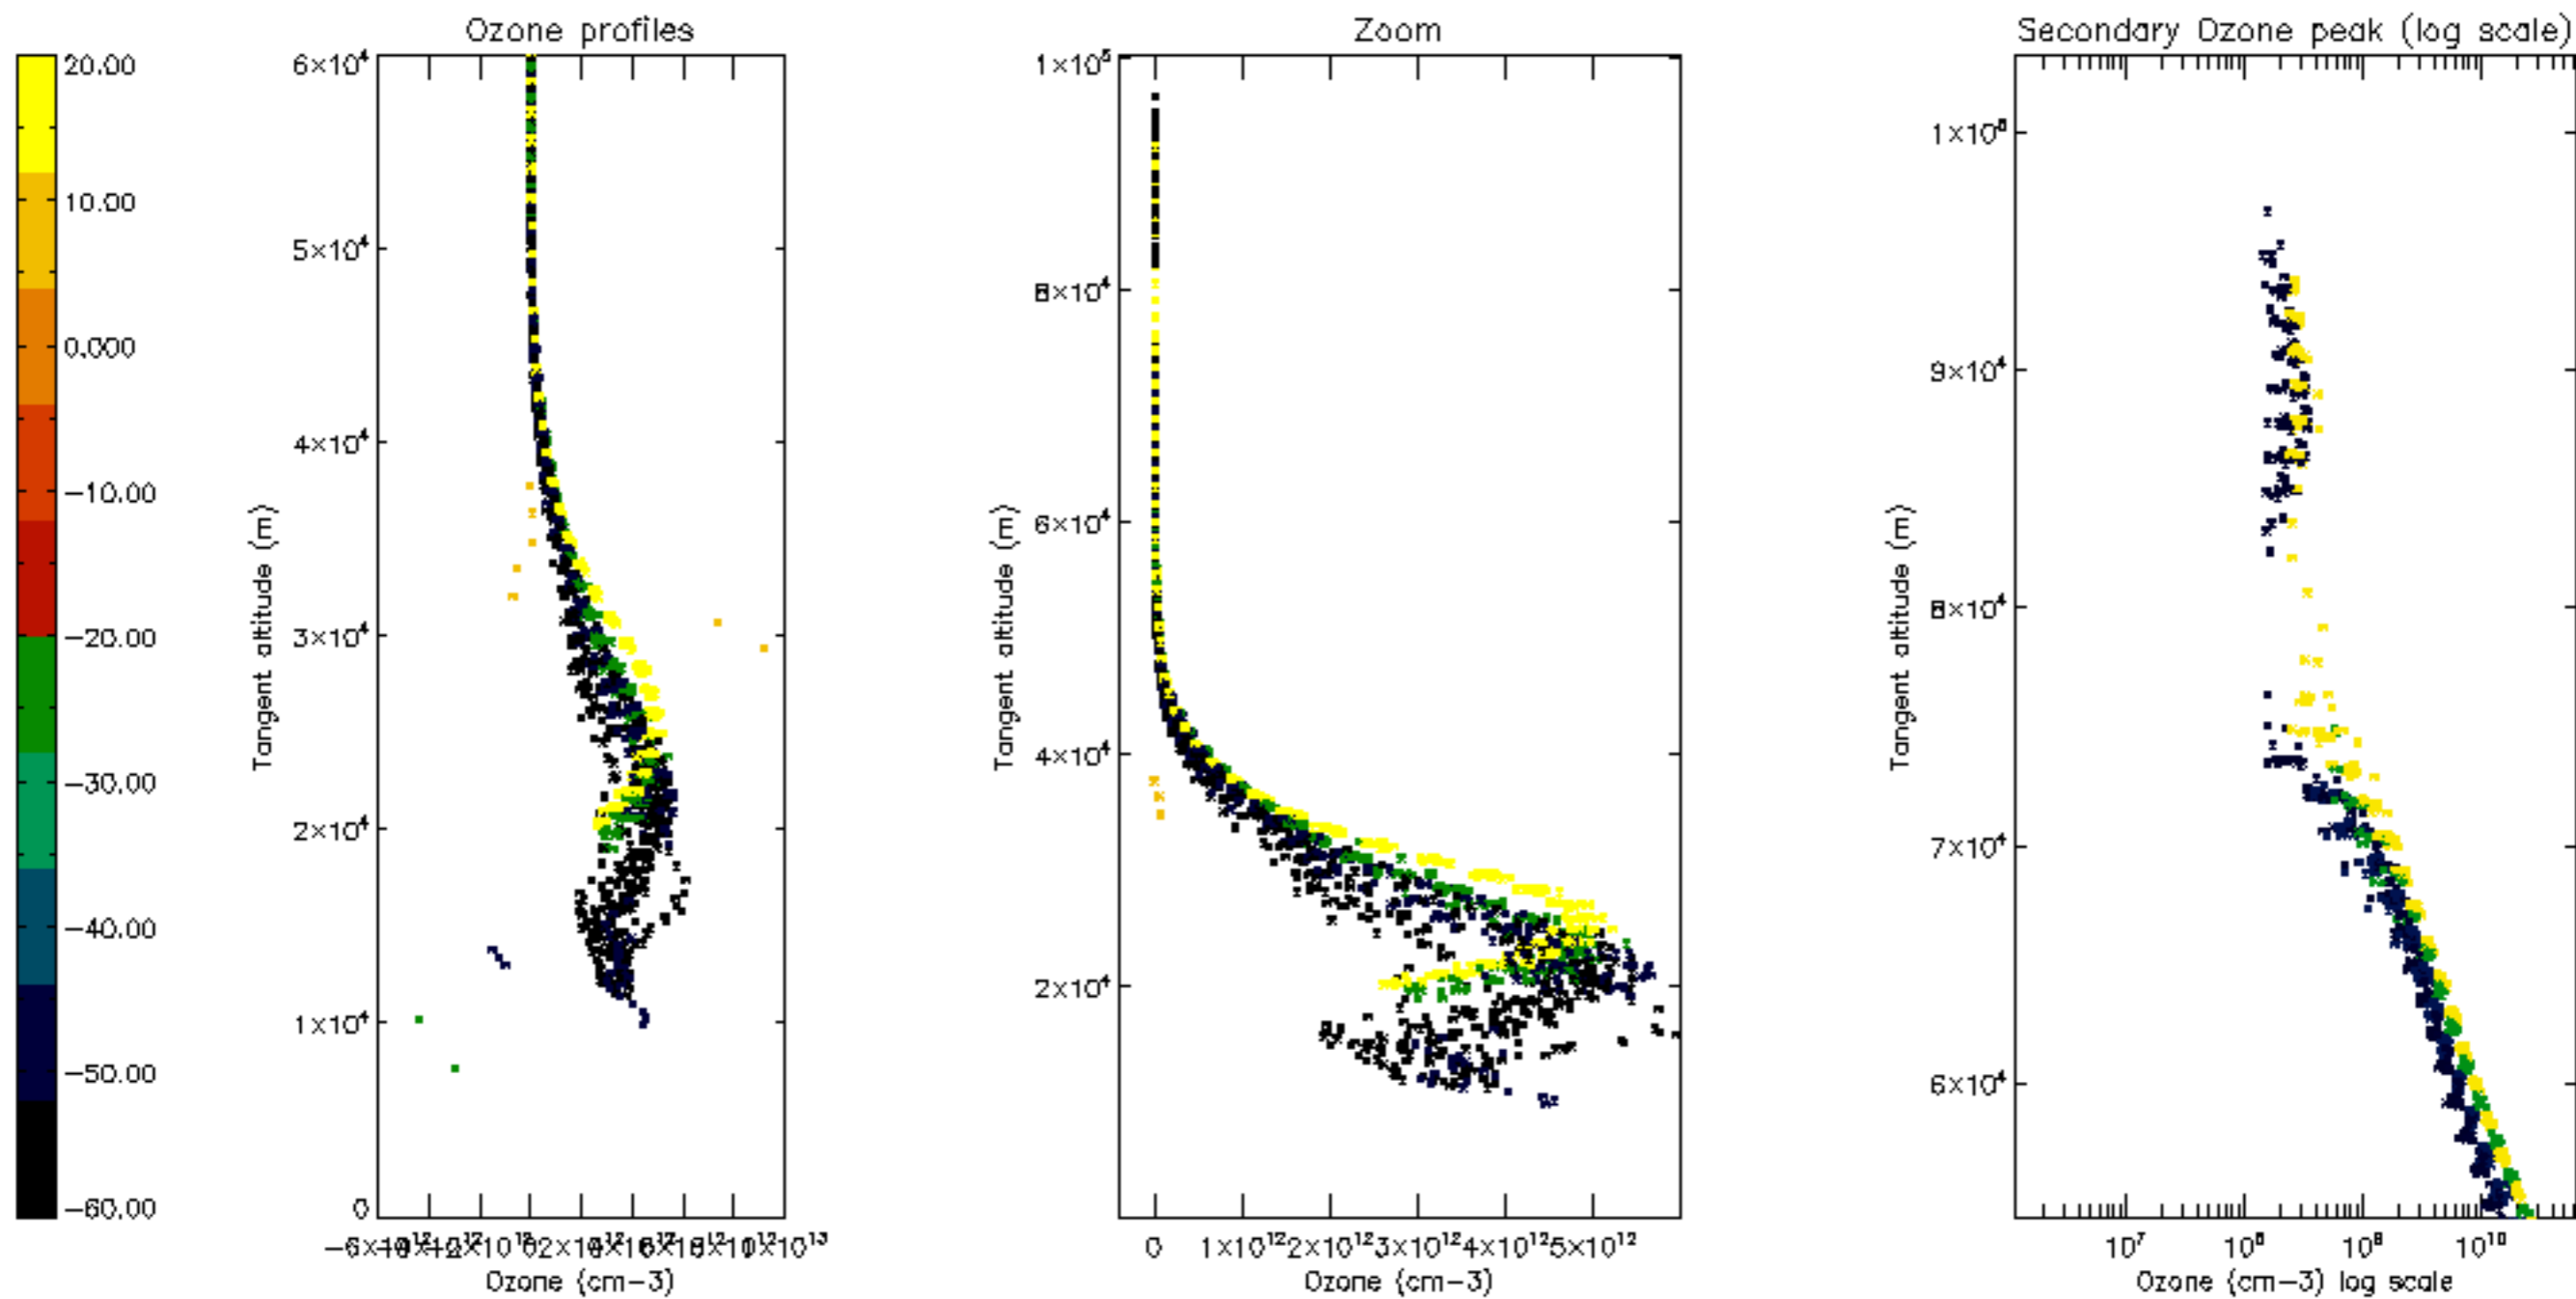 Ozone profiles
Zoom
Secondary Ozone peak (log scale)
20.00
10.00
0.000
−10.00
−20.00
−30.00
−40.00
−50.00
−60.00
6×10⁴
5×10⁴
4×10⁴
3×10⁴
2×10⁴
1×10⁴
0
Tangent altitude (m)
Ozone (cm−3)
1×10⁵
8×10⁴
6×10⁴
4×10⁴
2×10⁴
Tangent altitude (m)
0 1×10¹² 2×10¹² 3×10¹² 4×10¹² 5×10¹²
Ozone (cm−3)
9×10⁴
8×10⁴
7×10⁴
6×10⁴
Tangent altitude (m)
10⁷ 10⁸ 10⁹ 10¹⁰
Ozone (cm−3) log scale